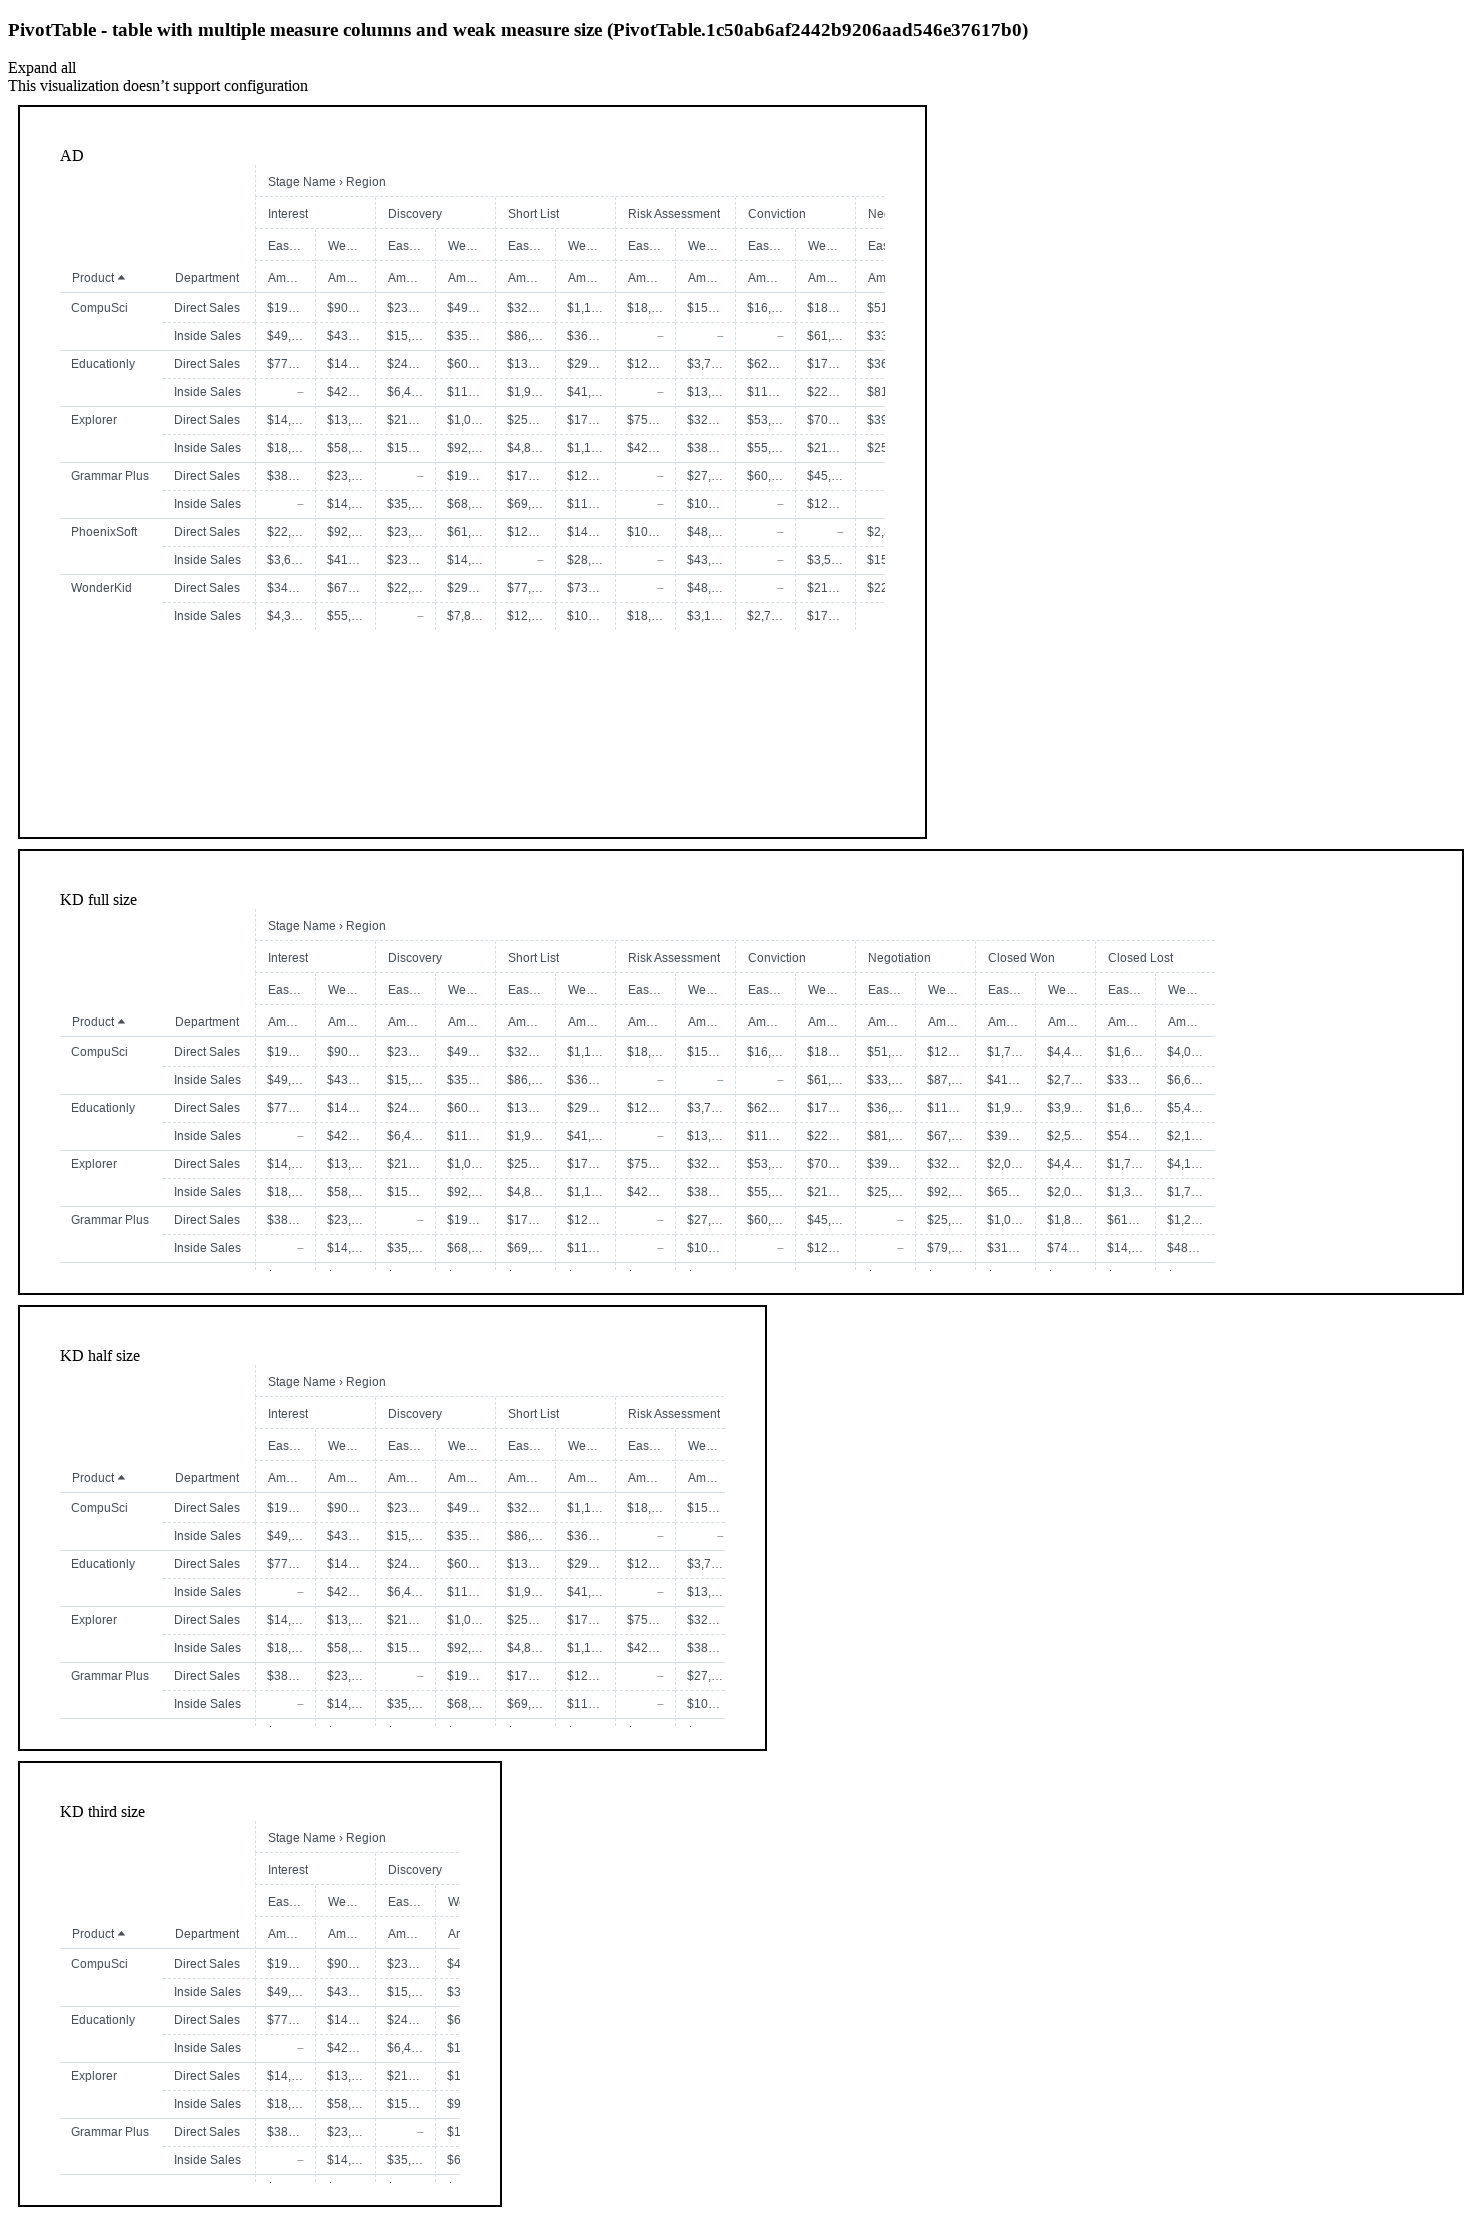 PivotTable - table with multiple measure columns and weak measure size (PivotTable.1c50ab6af2442b9206aad546e37617b0)
Expand all
This visualization doesn’t support configuration
AD
Stage Name › Region
Interest Discovery Short List Risk Assessment Conviction
Eas… We… Eas… We… Eas… We… Eas… We… Eas… We…
Product Department Am… Am… Am… Am… Am… Am… Am… Am… Am… Am… Am
CompuSci Direct Sales $19… $90… $23… $49… $32… $1,1… $18,… $15… $16,… $18… $51
Inside Sales $49,… $43… $15,… $35… $86,… $36… – – – $61,… $33
Educationly Direct Sales $77… $14… $24… $60… $13… $29… $12… $3,7… $62… $17… $36
Inside Sales – $42… $6,4… $11… $1,9… $41,… – $13,… $11… $22… $81
Explorer Direct Sales $14,… $13,… $21… $1,0… $25… $17… $75… $32… $53,… $70… $39
Inside Sales $18,… $58,… $15… $92,… $4,8… $1,1… $42… $38… $55,… $21… $25
Grammar Plus Direct Sales $38… $23,… – $19… $17… $12… – $27,… $60,… $45,…
Inside Sales – $14,… $35,… $68,… $69,… $11… – $10… – $12…
PhoenixSoft Direct Sales $22,… $92,… $23,… $61,… $12… $14… $10… $48,… – – $2,
Inside Sales $3,6… $41… $23… $14,… – $28,… – $43,… – $3,5… $15
WonderKid Direct Sales $34… $67… $22,… $29… $77,… $73… – $48,… – $21… $22
Inside Sales $4,3… $55,… – $7,8… $12,… $10… $18,… $3,1… $2,7… $17…
KD full size
Stage Name › Region
Interest Discovery Short List Risk Assessment Conviction Negotiation Closed Won Closed Lost
Eas… We… Eas… We… Eas… We… Eas… We… Eas… We… Eas… We… Eas… We… Eas… We…
Product Department Am… Am… Am… Am… Am… Am… Am… Am… Am… Am… Am… Am… Am… Am… Am… Am…
CompuSci Direct Sales $19… $90… $23… $49… $32… $1,1… $18,… $15… $16,… $18… $51,… $12… $1,7… $4,4… $1,6… $4,0…
Inside Sales $49,… $43… $15,… $35… $86,… $36… – – – $61,… $33,… $87,… $41… $2,7… $33… $6,6…
Educationly Direct Sales $77… $14… $24… $60… $13… $29… $12… $3,7… $62… $17… $36,… $11… $1,9… $3,9… $1,6… $5,4…
Inside Sales – $42… $6,4… $11… $1,9… $41,… – $13,… $11… $22… $81,… $67,… $39… $2,5… $54… $2,1…
Explorer Direct Sales $14,… $13,… $21… $1,0… $25… $17… $75… $32… $53,… $70… $39… $32… $2,0… $4,4… $1,7… $4,1…
Inside Sales $18,… $58,… $15… $92,… $4,8… $1,1… $42… $38… $55,… $21… $25,… $92,… $65… $2,0… $1,3… $1,7…
Grammar Plus Direct Sales $38… $23,… – $19… $17… $12… – $27,… $60,… $45,… – $25,… $1,0… $1,8… $61… $1,2…
Inside Sales – $14,… $35,… $68,… $69,… $11… – $10… – $12… – $79,… $31… $74… $14,… $48…
KD half size
Stage Name › Region
Interest Discovery Short List Risk Assessment
Eas… We… Eas… We… Eas… We… Eas… We…
Product Department Am… Am… Am… Am… Am… Am… Am… Am…
CompuSci Direct Sales $19… $90… $23… $49… $32… $1,1… $18,… $15…
Inside Sales $49,… $43… $15,… $35… $86,… $36… – –
Educationly Direct Sales $77… $14… $24… $60… $13… $29… $12… $3,7…
Inside Sales – $42… $6,4… $11… $1,9… $41,… – $13,…
Explorer Direct Sales $14,… $13,… $21… $1,0… $25… $17… $75… $32…
Inside Sales $18,… $58,… $15… $92,… $4,8… $1,1… $42… $38…
Grammar Plus Direct Sales $38… $23,… – $19… $17… $12… – $27,…
Inside Sales – $14,… $35,… $68,… $69,… $11… – $10…
KD third size
Stage Name › Region
Interest Discovery
Eas… We… Eas…
Product Department Am… Am… Am…
CompuSci Direct Sales $19… $90… $23… $4
Inside Sales $49,… $43… $15,… $3
Educationly Direct Sales $77… $14… $24… $6
Inside Sales – $42… $6,4… $1
Explorer Direct Sales $14,… $13,… $21… $1
Inside Sales $18,… $58,… $15… $9
Grammar Plus Direct Sales $38… $23,… – $1
Inside Sales – $14,… $35,… $6